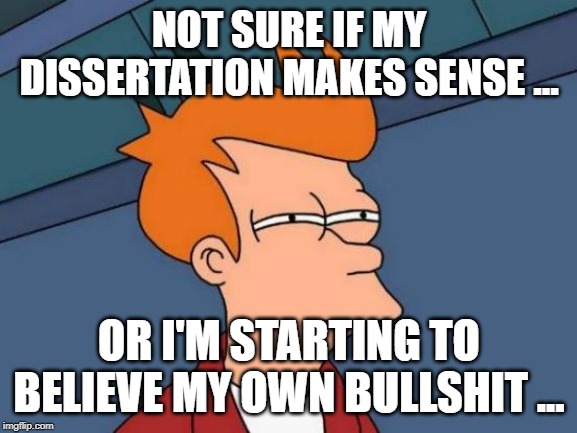 NOT SURE IF MY
DISSERTATION MAKES SENSE ...
OR I'M STARTING TO
BELIEVE MY OWN BULLSHIT ...
imgflip.com